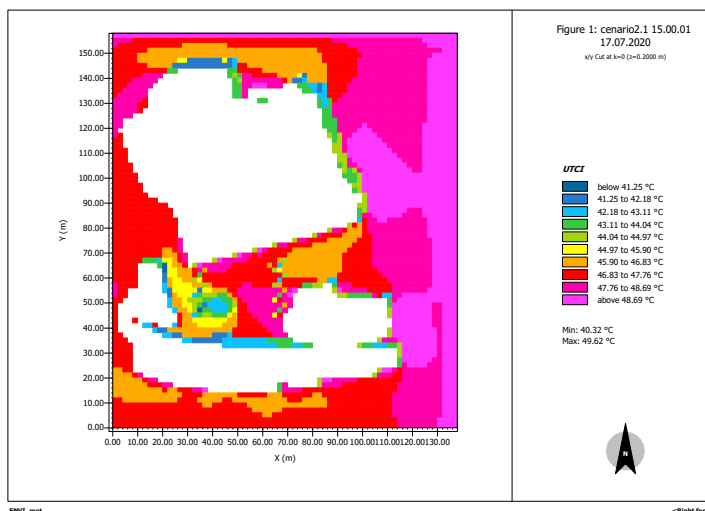 Figure 1: cenario2.1 15.00.01
17.07.2020
x/y Cut at k=0 (z=0.2000 m)
150.00
140.00
130.00
120.00
110.00
100.00
90.00
80.00
70.00
60.00
50.00
40.00
30.00
20.00
10.00
0.00
Y (m)
0.00 10.00 20.00 30.00 40.00 50.00 60.00 70.00 80.00 90.00 100.00 110.00 120.00 130.00
X (m)
UTCI
below 41.25 °C
41.25 to 42.18 °C
42.18 to 43.11 °C
43.11 to 44.04 °C
44.04 to 44.97 °C
44.97 to 45.90 °C
45.90 to 46.83 °C
46.83 to 47.76 °C
47.76 to 48.69 °C
above 48.69 °C
Min: 40.32 °C
Max: 49.62 °C
N